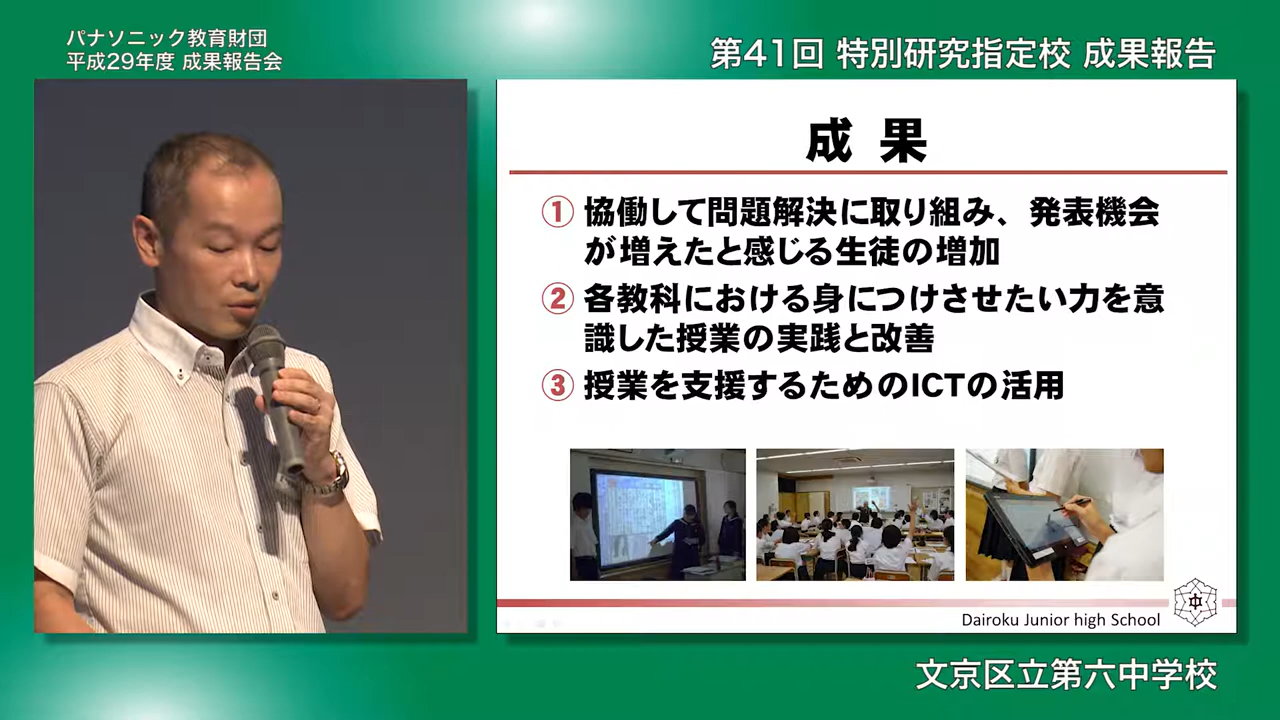 パナソニック教育財団
平成29年度 成果報告会
第41回 特別研究指定校 成果報告
成 果
① 協働して問題解決に取り組み、発表機会
が増えたと感じる生徒の増加
② 各教科における身につけさせたい力を意
識した授業の実践と改善
③ 授業を支援するためのICTの活用
中
Dairoku Junior high School
文京区立第六中学校